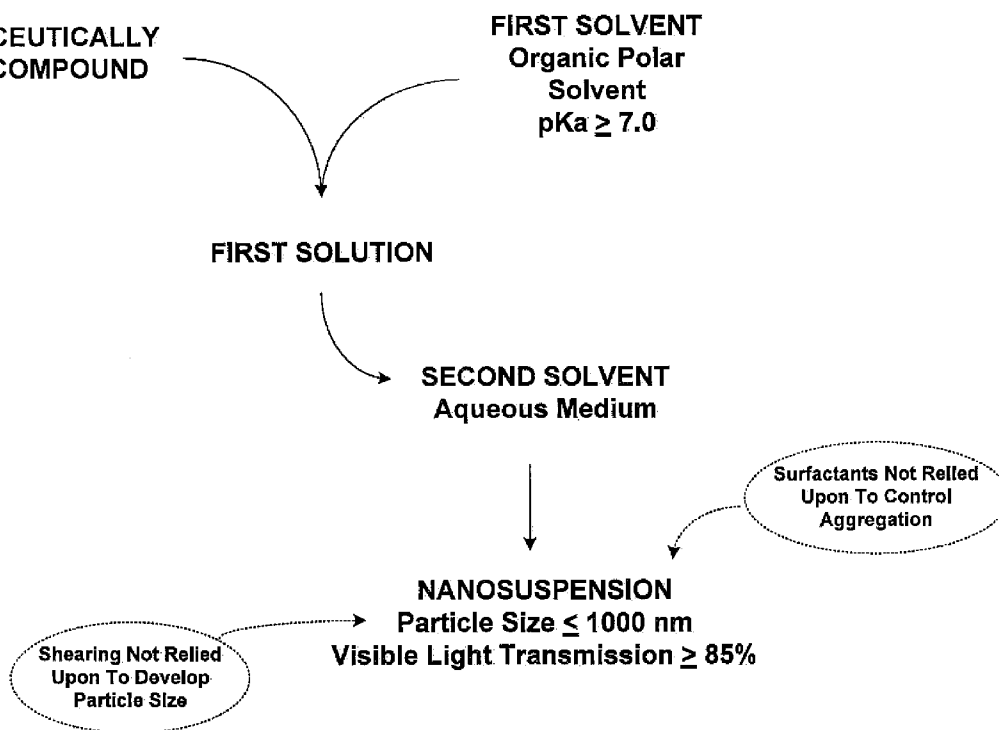 CEUTICALLY
COMPOUND
FIRST SOLVENT
Organic Polar
Solvent
pKa ≥ 7.0
FIRST SOLUTION
SECOND SOLVENT
Aqueous Medium
Surfactants Not Relied
Upon To Control
Aggregation
NANOSUSPENSION
Particle Size ≤ 1000 nm
Visible Light Transmission ≥ 85%
Shearing Not Relied
Upon To Develop
Particle Size